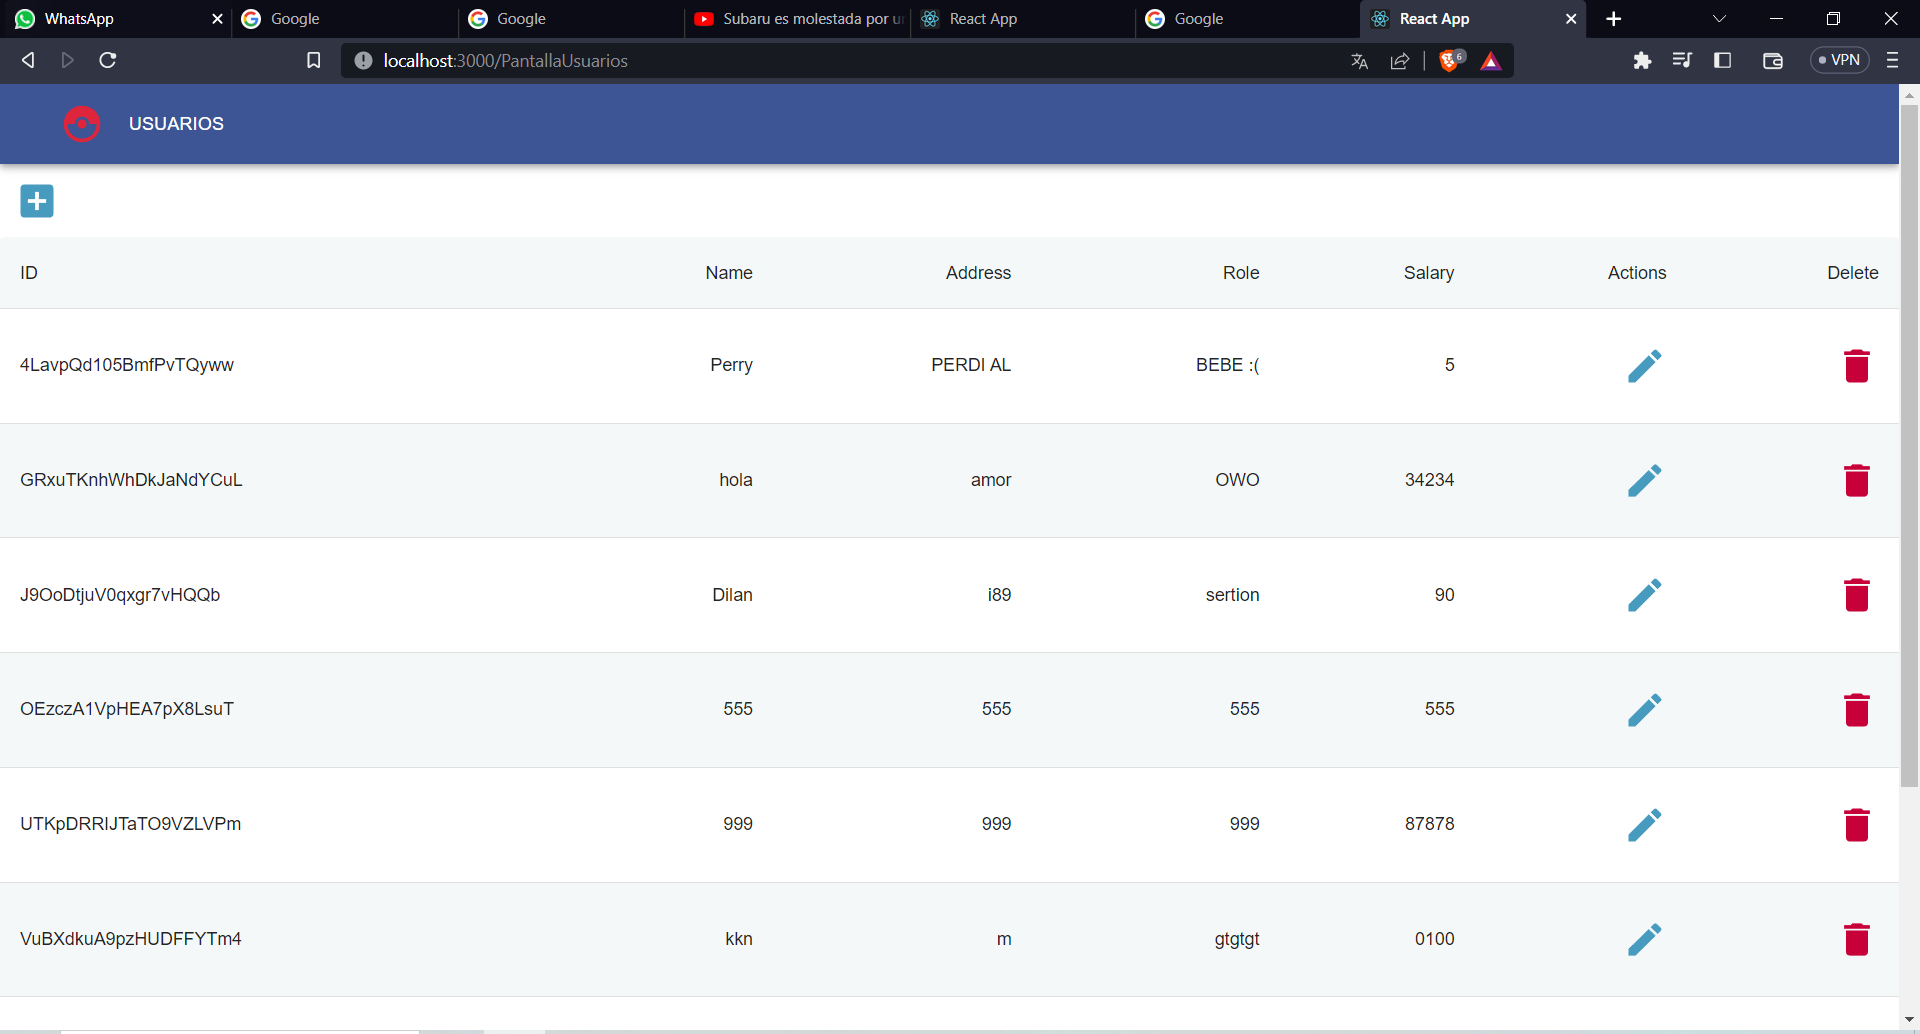 WhatsApp Google Google Subaru es molestada por React App Google React App
localhost:3000/PantallaUsuarios 6 VPN
USUARIOS
ID Name Address Role Salary Actions Delete
4LavpQd105BmfPvTQyww Perry PERDI AL BEBE :( 5
GRxuTKnhWhDkJaNdYCuL hola amor OWO 34234
J9OoDtjuV0qxgr7vHQQb Dilan i89 sertion 90
OEzczA1VpHEA7pX8LsuT 555 555 555 555
UTKpDRRIJTaTO9VZLVPm 999 999 999 87878
VuBXdkuA9pzHUDFFYTm4 kkn m gtgtgt 0100